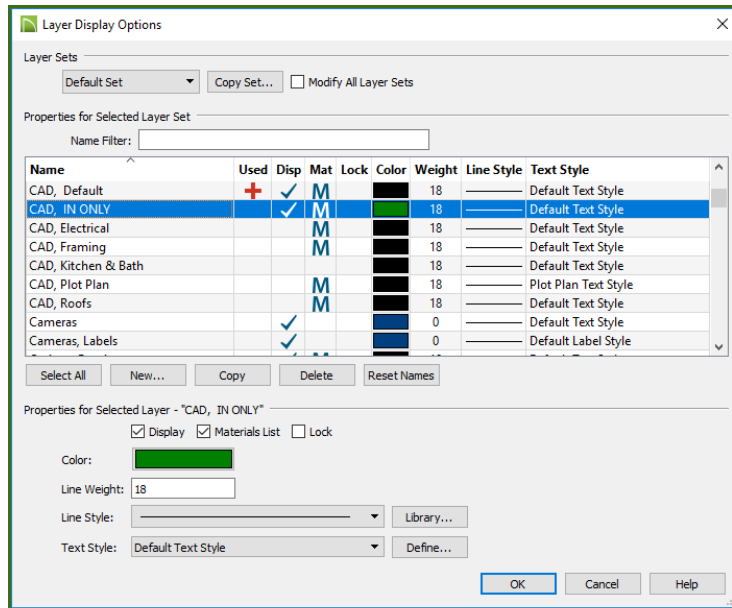 Layer Display Options
Layer Sets
Default Set Copy Set... Modify All Layer Sets
Properties for Selected Layer Set
Name Filter:
Name Used Disp Mat Lock Color Weight Line Style Text Style
CAD,  Default M 18 Default Text Style
CAD,  IN ONLY M 18 Default Text Style
CAD, Electrical M 18 Default Text Style
CAD, Framing M 18 Default Text Style
CAD, Kitchen & Bath 18 Default Text Style
CAD, Plot Plan M 18 Plot Plan Text Style
CAD, Roofs M 18 Default Text Style
Cameras 0 Default Text Style
Cameras, Labels 0 Default Label Style
Select All New... Copy Delete Reset Names
Properties for Selected Layer - "CAD,  IN ONLY"
Display Materials List Lock
Color:
Line Weight: 18
Line Style: Library...
Text Style: Default Text Style Define...
OK Cancel Help